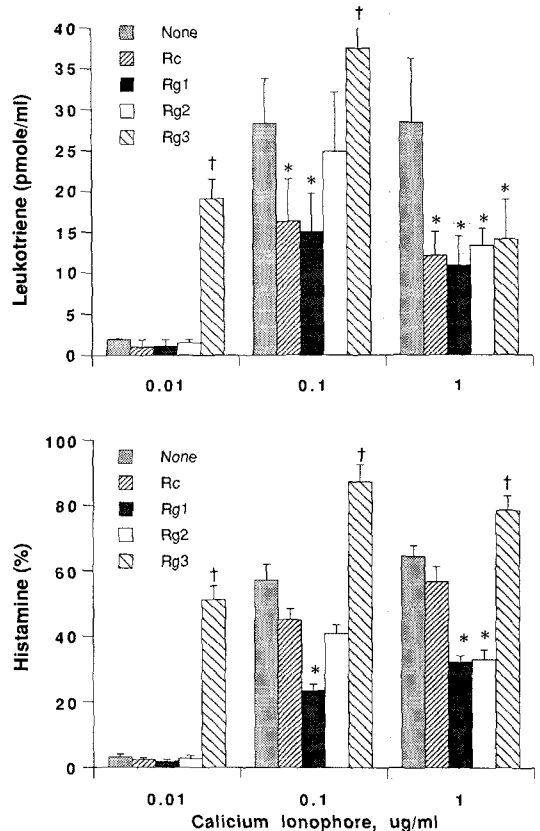 40
35
30
25
20
15
10
5
0
Leukotriene (pmole/ml)
None
Rc
Rg1
Rg2
Rg3
†
* *
†
* * * *
0.01 0.1 1
100
80
60
40
20
0
Histamine (%)
None
Rc
Rg1
Rg2
Rg3
†
*
†
* *
†
0.01 0.1 1
Calicium Ionophore, ug/ml